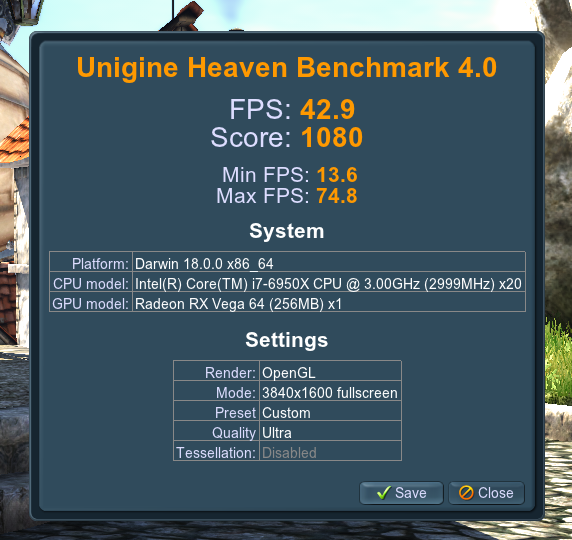 Unigine Heaven Benchmark 4.0
FPS: 42.9
Score: 1080
Min FPS: 13.6
Max FPS: 74.8
System
Platform: Darwin 18.0.0 x86_64
CPU model: Intel(R) Core(TM) i7-6950X CPU @ 3.00GHz (2999MHz) x20
GPU model: Radeon RX Vega 64 (256MB) x1
Settings
Render: OpenGL
Mode: 3840x1600 fullscreen
Preset Custom
Quality Ultra
Tessellation: Disabled
Save Close